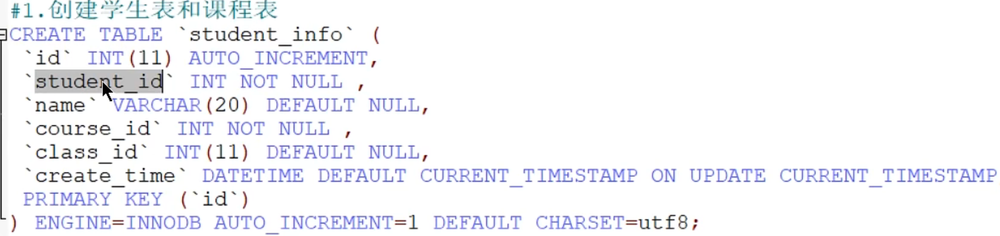 #1.创建学生表和课程表
CREATE TABLE `student_info` (
`id` INT(11) AUTO_INCREMENT,
`student_id` INT NOT NULL ,
`name` VARCHAR(20) DEFAULT NULL,
`course_id` INT NOT NULL ,
`class_id` INT(11) DEFAULT NULL,
`create_time` DATETIME DEFAULT CURRENT_TIMESTAMP ON UPDATE CURRENT_TIMESTAMP
PRIMARY KEY (`id`)
) ENGINE=INNODB AUTO_INCREMENT=1 DEFAULT CHARSET=utf8;